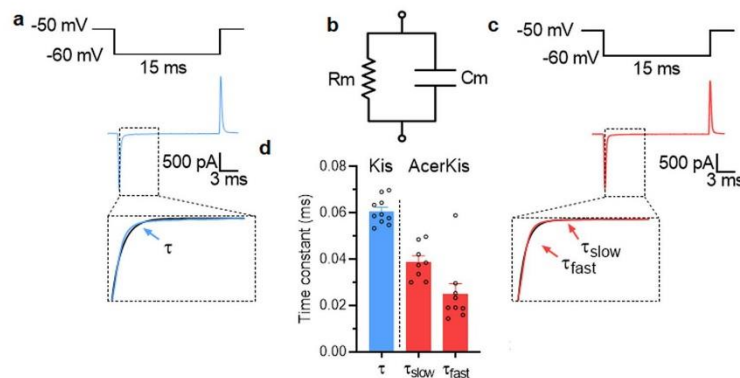 a
-50 mV
-60 mV
15 ms
500 pA
3 ms
τ
b
Rm
Cm
c
-50 mV
-60 mV
15 ms
500 pA
3 ms
τslow
τfast
d
Kis
AcerKis
Time constant (ms)
0.08
0.06
0.04
0.02
0.00
τ
τslow
τfast